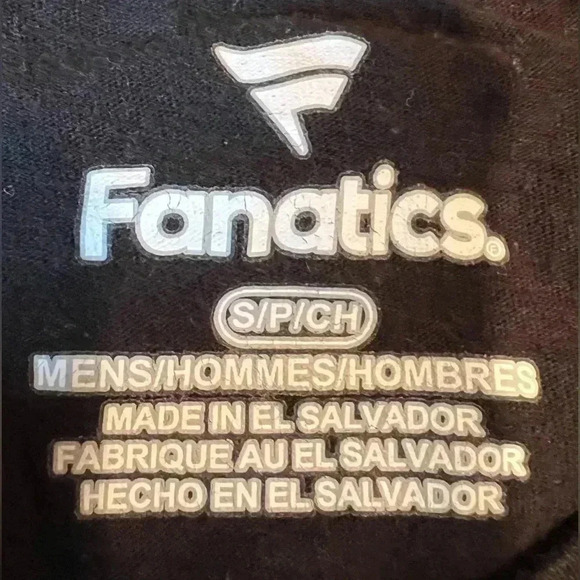 Fanatics®
S/P/CH
MENS/HOMMES/HOMBRES
MADE IN EL SALVADOR
FABRIQUE AU EL SALVADOR
HECHO EN EL SALVADOR